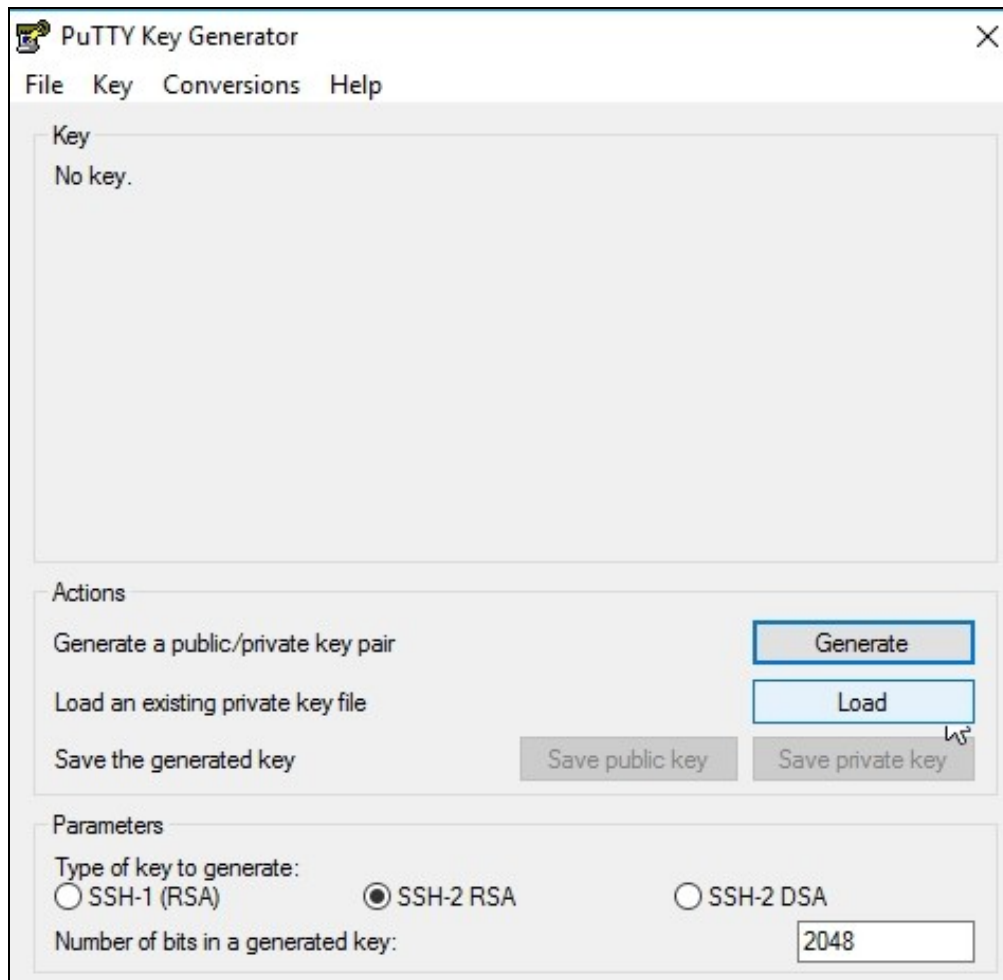 PuTTY Key Generator
File Key Conversions Help
Key
No key.
Actions
Generate a public/private key pair Generate
Load an existing private key file Load
Save the generated key Save public key Save private key
Parameters
Type of key to generate:
SSH-1 (RSA) SSH-2 RSA SSH-2 DSA
Number of bits in a generated key: 2048